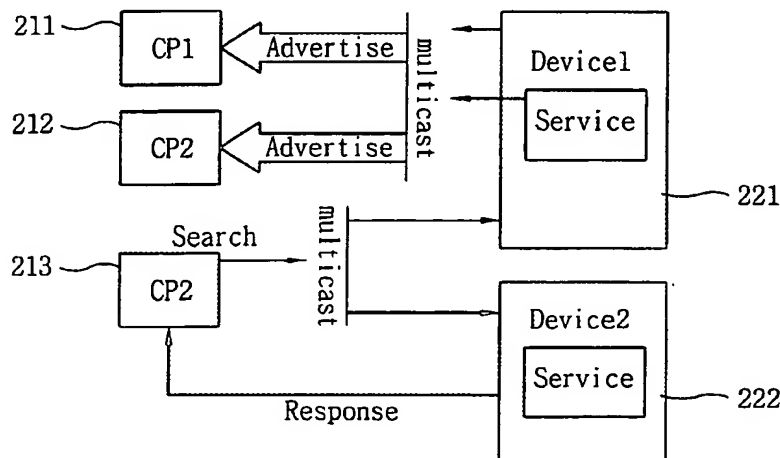 211
CP1
Advertise
multicast
Device1
Service
212
CP2
Advertise
221
Search
multicast
213
CP2
Device2
Service
222
Response